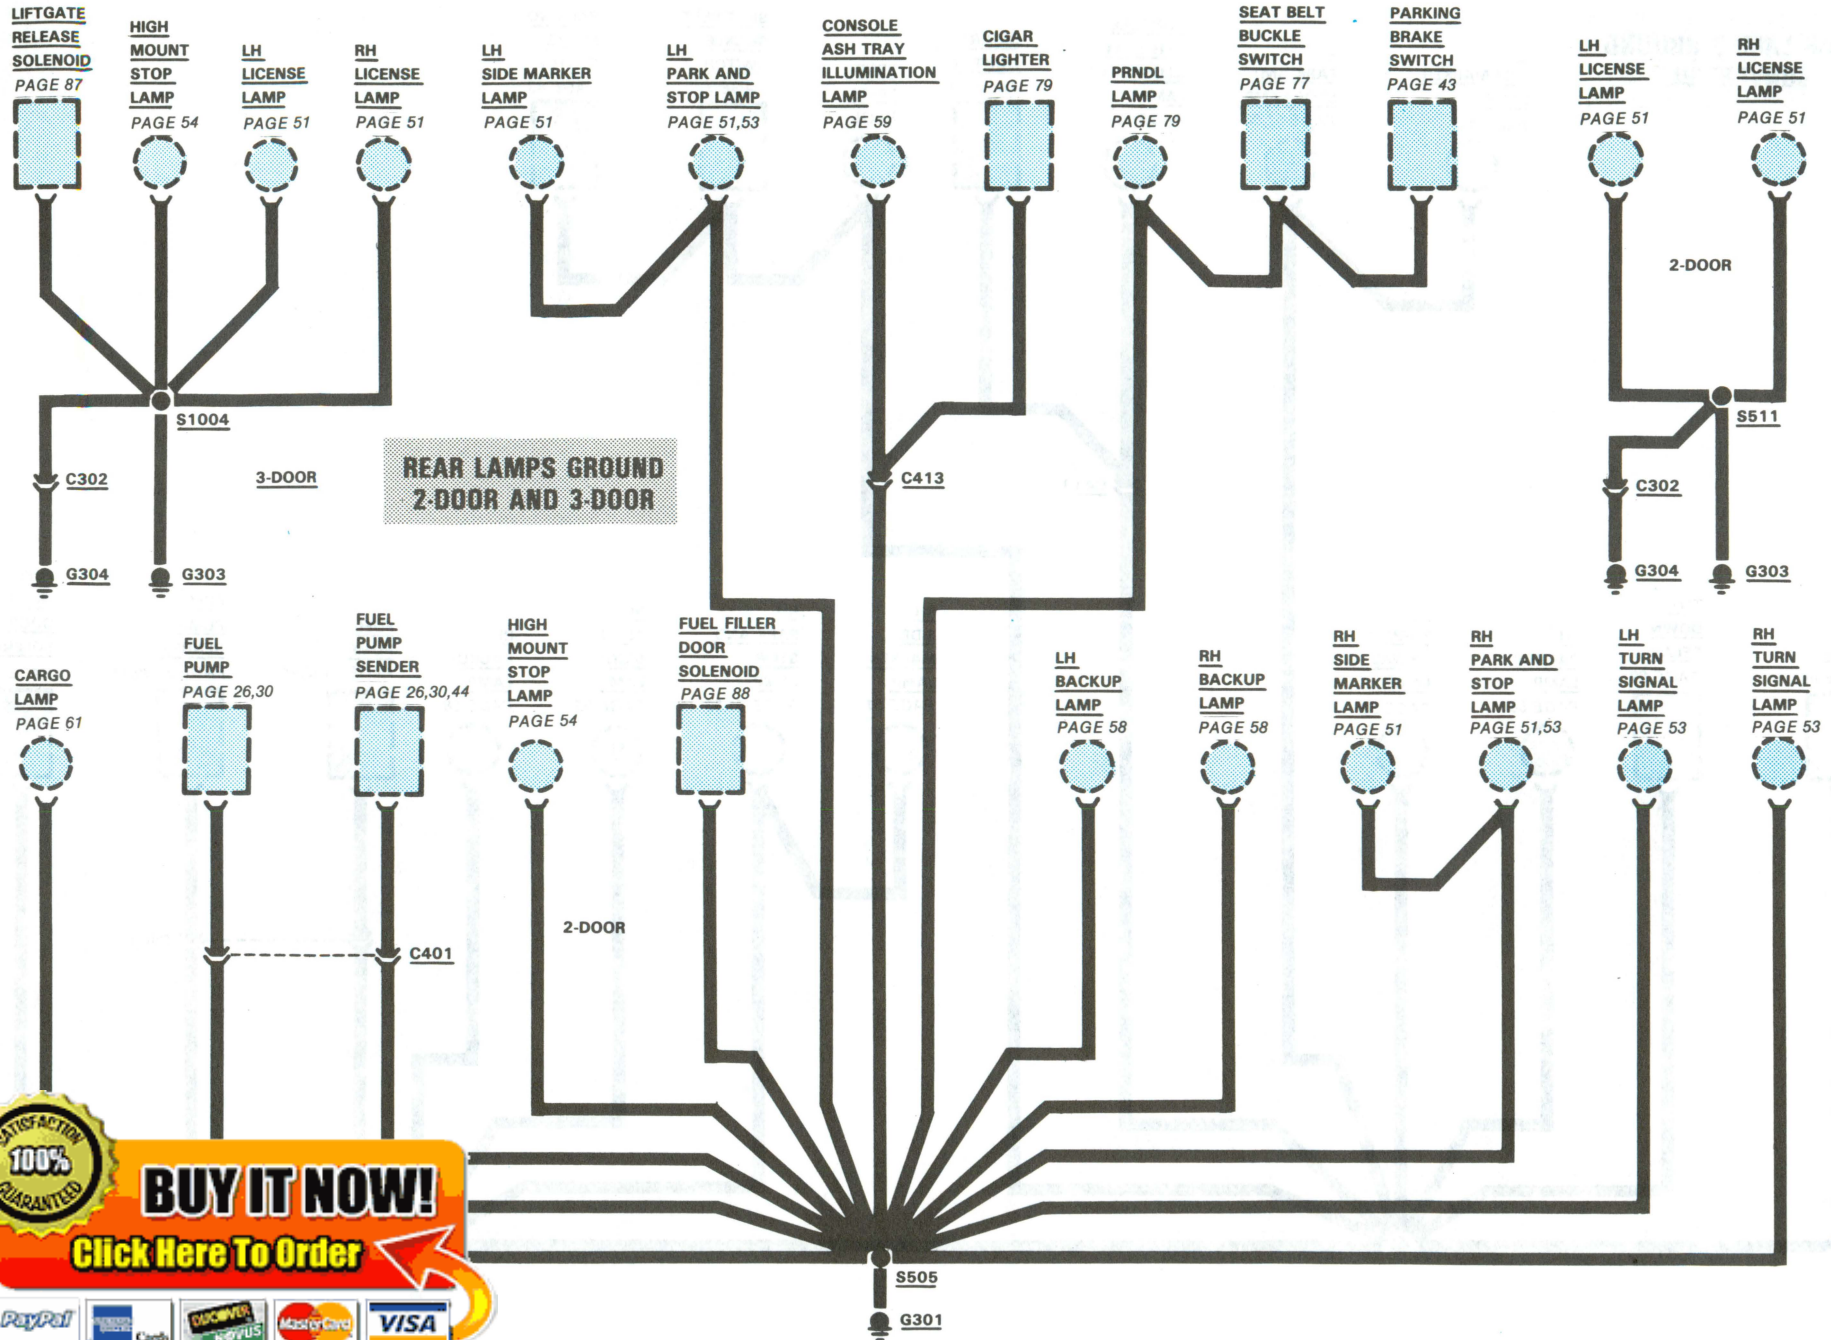 LIFTGATE
RELEASE
SOLENOID
PAGE 87
HIGH
MOUNT
STOP
LAMP
PAGE 54
LH
LICENSE
LAMP
PAGE 51
RH
LICENSE
LAMP
PAGE 51
LH
SIDE MARKER
LAMP
PAGE 51
LH
PARK AND
STOP LAMP
PAGE 51,53
CONSOLE
ASH TRAY
ILLUMINATION
LAMP
PAGE 59
CIGAR
LIGHTER
PAGE 79
PRNDL
LAMP
PAGE 79
SEAT BELT
BUCKLE
SWITCH
PAGE 77
PARKING
BRAKE
SWITCH
PAGE 43
LH
LICENSE
LAMP
PAGE 51
RH
LICENSE
LAMP
PAGE 51
2-DOOR
S1004
S511
C302
3-DOOR
REAR LAMPS GROUND
2-DOOR AND 3-DOOR
C413
C302
G304
G303
G304
G303
CARGO
LAMP
PAGE 61
FUEL
PUMP
PAGE 26,30
FUEL
PUMP
SENDER
PAGE 26,30,44
HIGH
MOUNT
STOP
LAMP
PAGE 54
FUEL FILLER
DOOR
SOLENOID
PAGE 88
LH
BACKUP
LAMP
PAGE 58
RH
BACKUP
LAMP
PAGE 58
RH
SIDE
MARKER
LAMP
PAGE 51
RH
PARK AND
STOP
LAMP
PAGE 51,53
LH
TURN
SIGNAL
LAMP
PAGE 53
RH
TURN
SIGNAL
LAMP
PAGE 53
2-DOOR
C401
SATISFACTION
100%
GUARANTEED
BUY IT NOW!
Click Here To Order
S505
G301
PayPal
Cards
DISCOVER
NOVUS
MasterCard
VISA